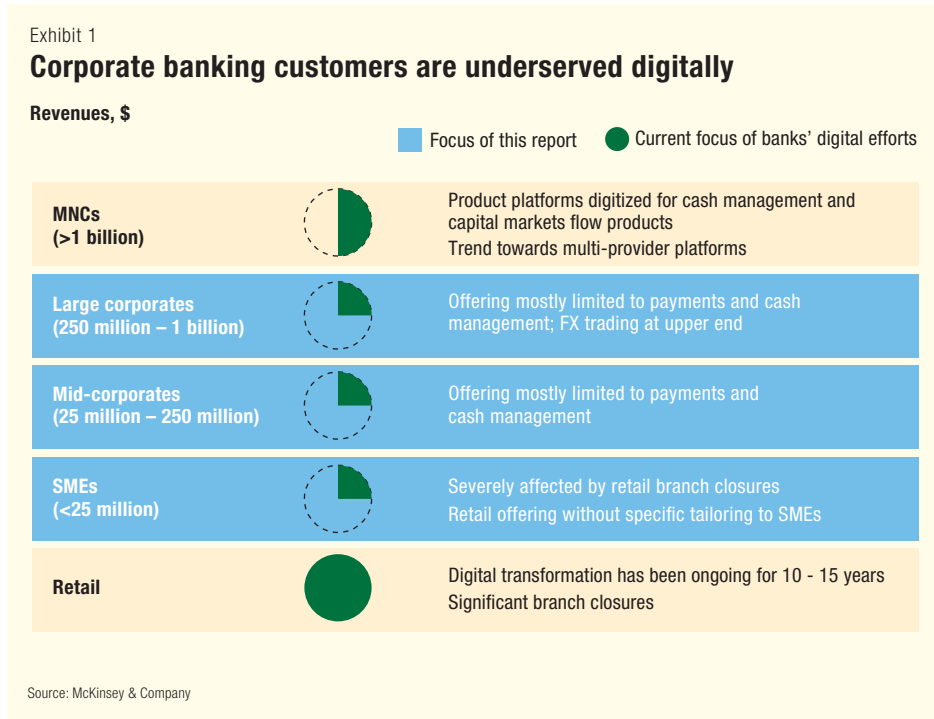 Exhibit 1
Corporate banking customers are underserved digitally
Revenues, $
Focus of this report
Current focus of banks’ digital efforts
MNCs
(>1 billion)
Product platforms digitized for cash management and
capital markets flow products
Trend towards multi-provider platforms
Large corporates
(250 million – 1 billion)
Offering mostly limited to payments and cash
management; FX trading at upper end
Mid-corporates
(25 million – 250 million)
Offering mostly limited to payments and
cash management
SMEs
(<25 million)
Severely affected by retail branch closures
Retail offering without specific tailoring to SMEs
Retail
Digital transformation has been ongoing for 10 - 15 years
Significant branch closures
Source: McKinsey & Company